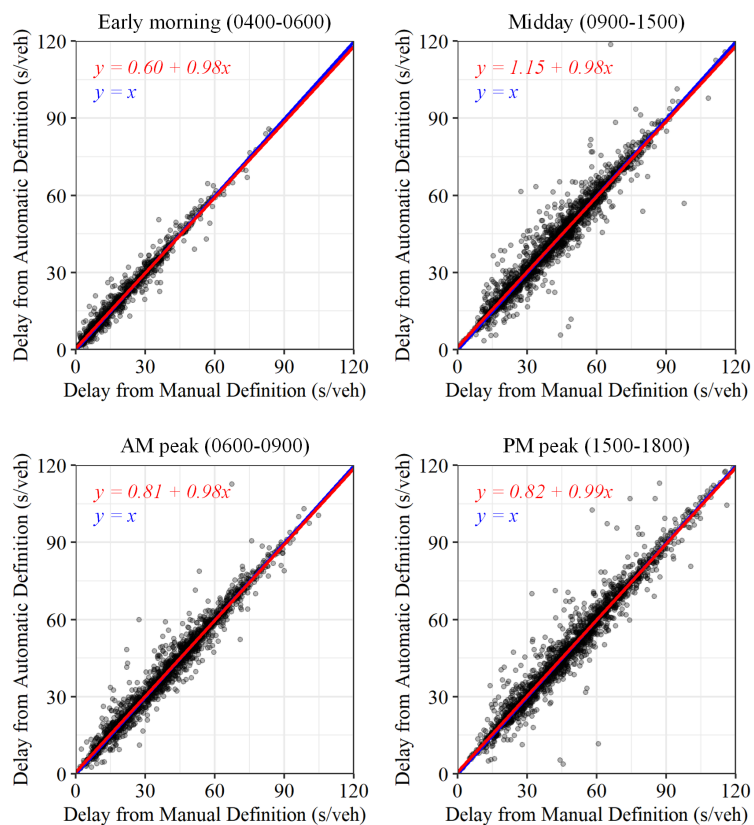 Early morning (0400-0600)
Delay from Automatic Definition (s/veh)
120
90
60
30
0
y = 0.60 + 0.98x
y = x
0 30 60 90 120
Delay from Manual Definition (s/veh)
Midday (0900-1500)
Delay from Automatic Definition (s/veh)
120
90
60
30
0
y = 1.15 + 0.98x
y = x
0 30 60 90 120
Delay from Manual Definition (s/veh)
AM peak (0600-0900)
Delay from Automatic Definition (s/veh)
120
90
60
30
0
y = 0.81 + 0.98x
y = x
0 30 60 90 120
Delay from Manual Definition (s/veh)
PM peak (1500-1800)
Delay from Automatic Definition (s/veh)
120
90
60
30
0
y = 0.82 + 0.99x
y = x
0 30 60 90 120
Delay from Manual Definition (s/veh)